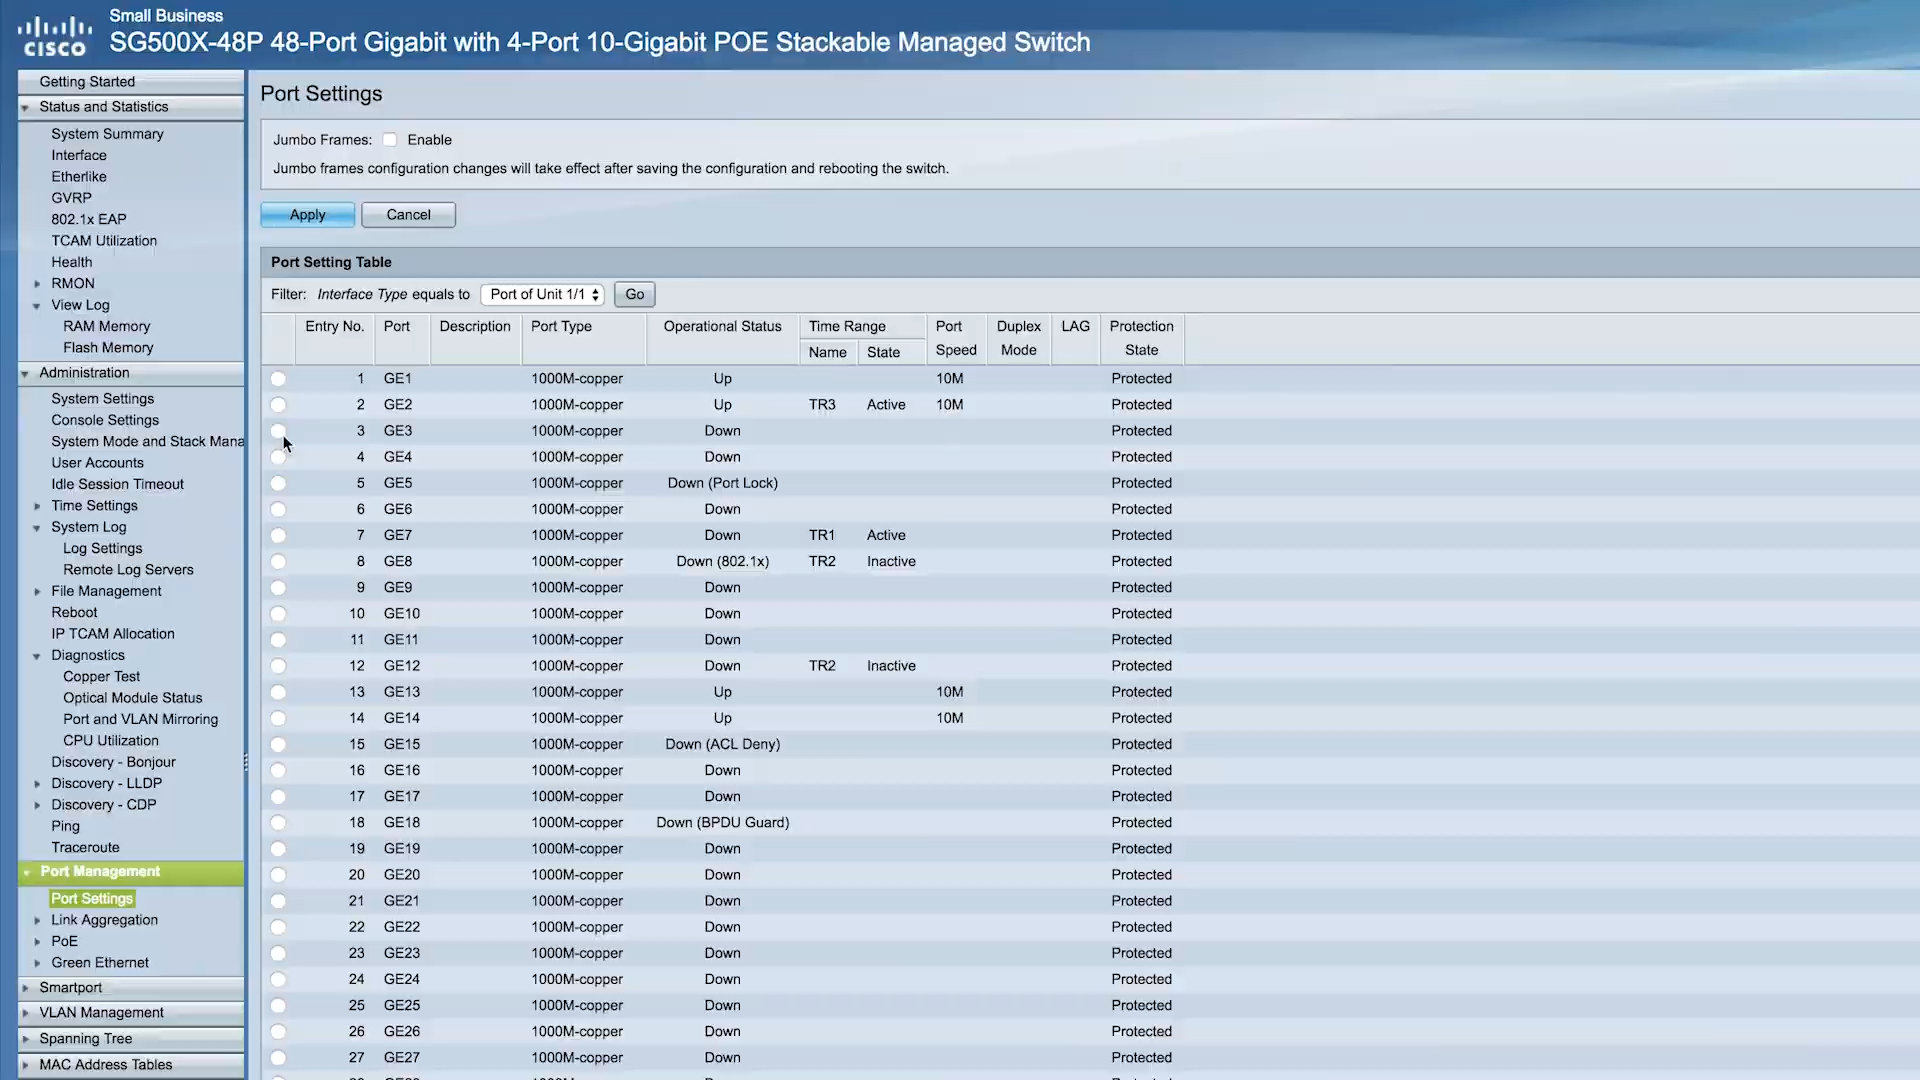 Small Business
CISCO
SG500X-48P 48-Port Gigabit with 4-Port 10-Gigabit POE Stackable Managed Switch
Getting Started
Status and Statistics
System Summary
Interface
Etherlike
GVRP
802.1x EAP
TCAM Utilization
Health
RMON
View Log
RAM Memory
Flash Memory
Administration
System Settings
Console Settings
System Mode and Stack Mana
User Accounts
Idle Session Timeout
Time Settings
System Log
Log Settings
Remote Log Servers
File Management
Reboot
IP TCAM Allocation
Diagnostics
Copper Test
Optical Module Status
Port and VLAN Mirroring
CPU Utilization
Discovery - Bonjour
Discovery - LLDP
Discovery - CDP
Ping
Traceroute
Port Management
Port Settings
Link Aggregation
PoE
Green Ethernet
Smartport
VLAN Management
Spanning Tree
MAC Address Tables
Port Settings
Jumbo Frames: Enable
Jumbo frames configuration changes will take effect after saving the configuration and rebooting the switch.
Apply Cancel
Port Setting Table
Filter: Interface Type equals to Port of Unit 1/1 Go
Entry No. Port Description Port Type Operational Status Time Range Port Duplex LAG Protection
Name State Speed Mode State
1 GE1 1000M-copper Up 10M Protected
2 GE2 1000M-copper Up TR3 Active 10M Protected
3 GE3 1000M-copper Down Protected
4 GE4 1000M-copper Down Protected
5 GE5 1000M-copper Down (Port Lock) Protected
6 GE6 1000M-copper Down Protected
7 GE7 1000M-copper Down TR1 Active Protected
8 GE8 1000M-copper Down (802.1x) TR2 Inactive Protected
9 GE9 1000M-copper Down Protected
10 GE10 1000M-copper Down Protected
11 GE11 1000M-copper Down Protected
12 GE12 1000M-copper Down TR2 Inactive Protected
13 GE13 1000M-copper Up 10M Protected
14 GE14 1000M-copper Up 10M Protected
15 GE15 1000M-copper Down (ACL Deny) Protected
16 GE16 1000M-copper Down Protected
17 GE17 1000M-copper Down Protected
18 GE18 1000M-copper Down (BPDU Guard) Protected
19 GE19 1000M-copper Down Protected
20 GE20 1000M-copper Down Protected
21 GE21 1000M-copper Down Protected
22 GE22 1000M-copper Down Protected
23 GE23 1000M-copper Down Protected
24 GE24 1000M-copper Down Protected
25 GE25 1000M-copper Down Protected
26 GE26 1000M-copper Down Protected
27 GE27 1000M-copper Down Protected